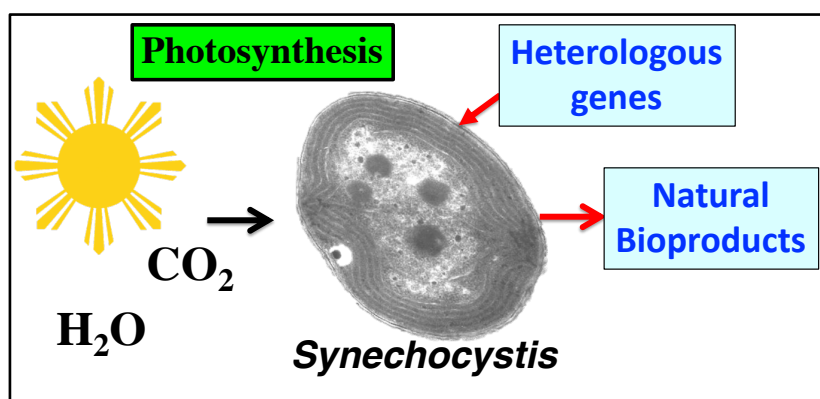 Photosynthesis
Heterologous
genes
Natural
Bioproducts
CO₂
H₂O
Synechocystis